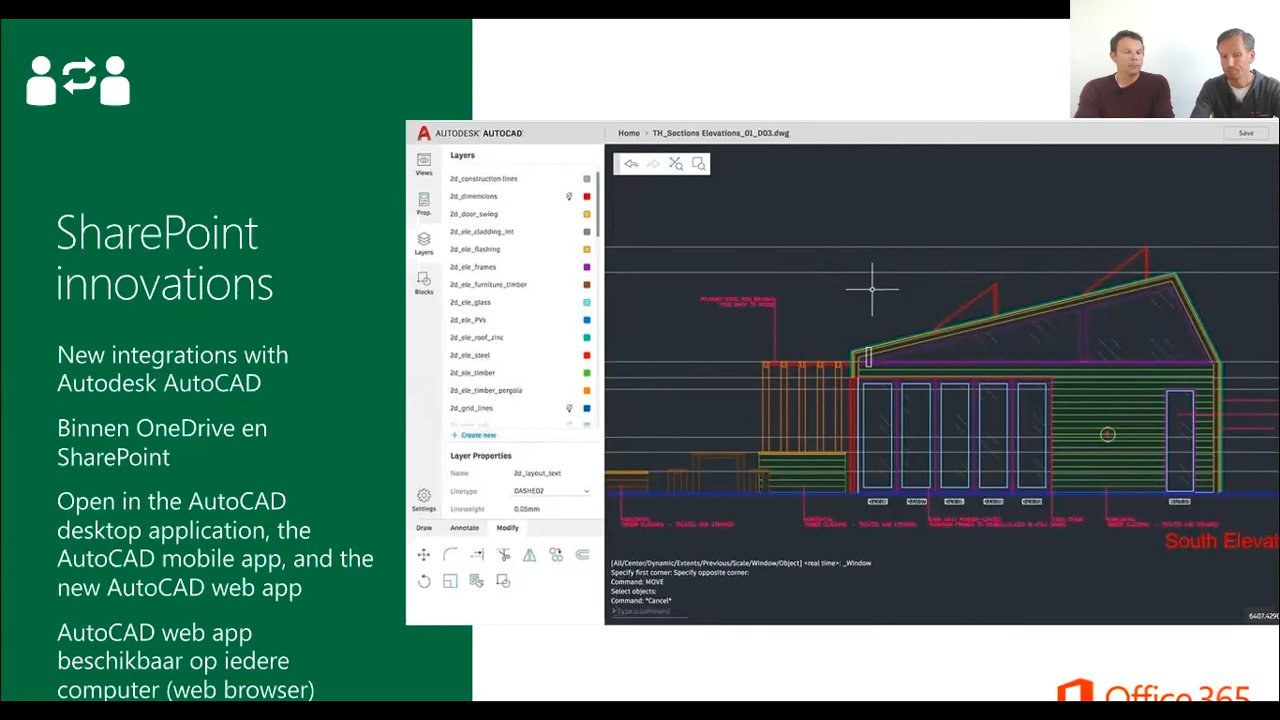 SharePoint
innovations
New integrations with
Autodesk AutoCAD
Binnen OneDrive en
SharePoint
Open in the AutoCAD
desktop application, the
AutoCAD mobile app, and the
new AutoCAD web app
AutoCAD web app
beschikbaar op iedere
computer (web browser)
AUTODESK® AUTOCAD®
Home > TH_Sections Elevations_01_D03.dwg
Save
Views
Prop.
Layers
Blocks
Settings
Layers
2d_construction lines
2d_dimensions
2d_door_swing
2d_ele_cladding_int
2d_ele_flashing
2d_ele_frames
2d_ele_furniture_timber
2d_ele_glass
2d_ele_PVs
2d_ele_roof_zinc
2d_ele_steel
2d_ele_timber
2d_ele_timber_pergola
2d_grid_lines
+ Create new
Layer Properties
Name 2d_layout_text
Linetype DASHED2
Lineweight 0.05mm
Draw Annotate Modify
South Elevat
[All/Center/Dynamic/Extents/Previous/Scale/Window/Object] <real time>: _Window
Specify first corner: Specify opposite corner:
Command: MOVE
Select objects:
Command: *Cancel*
> Type a command
6407.429
Office 365